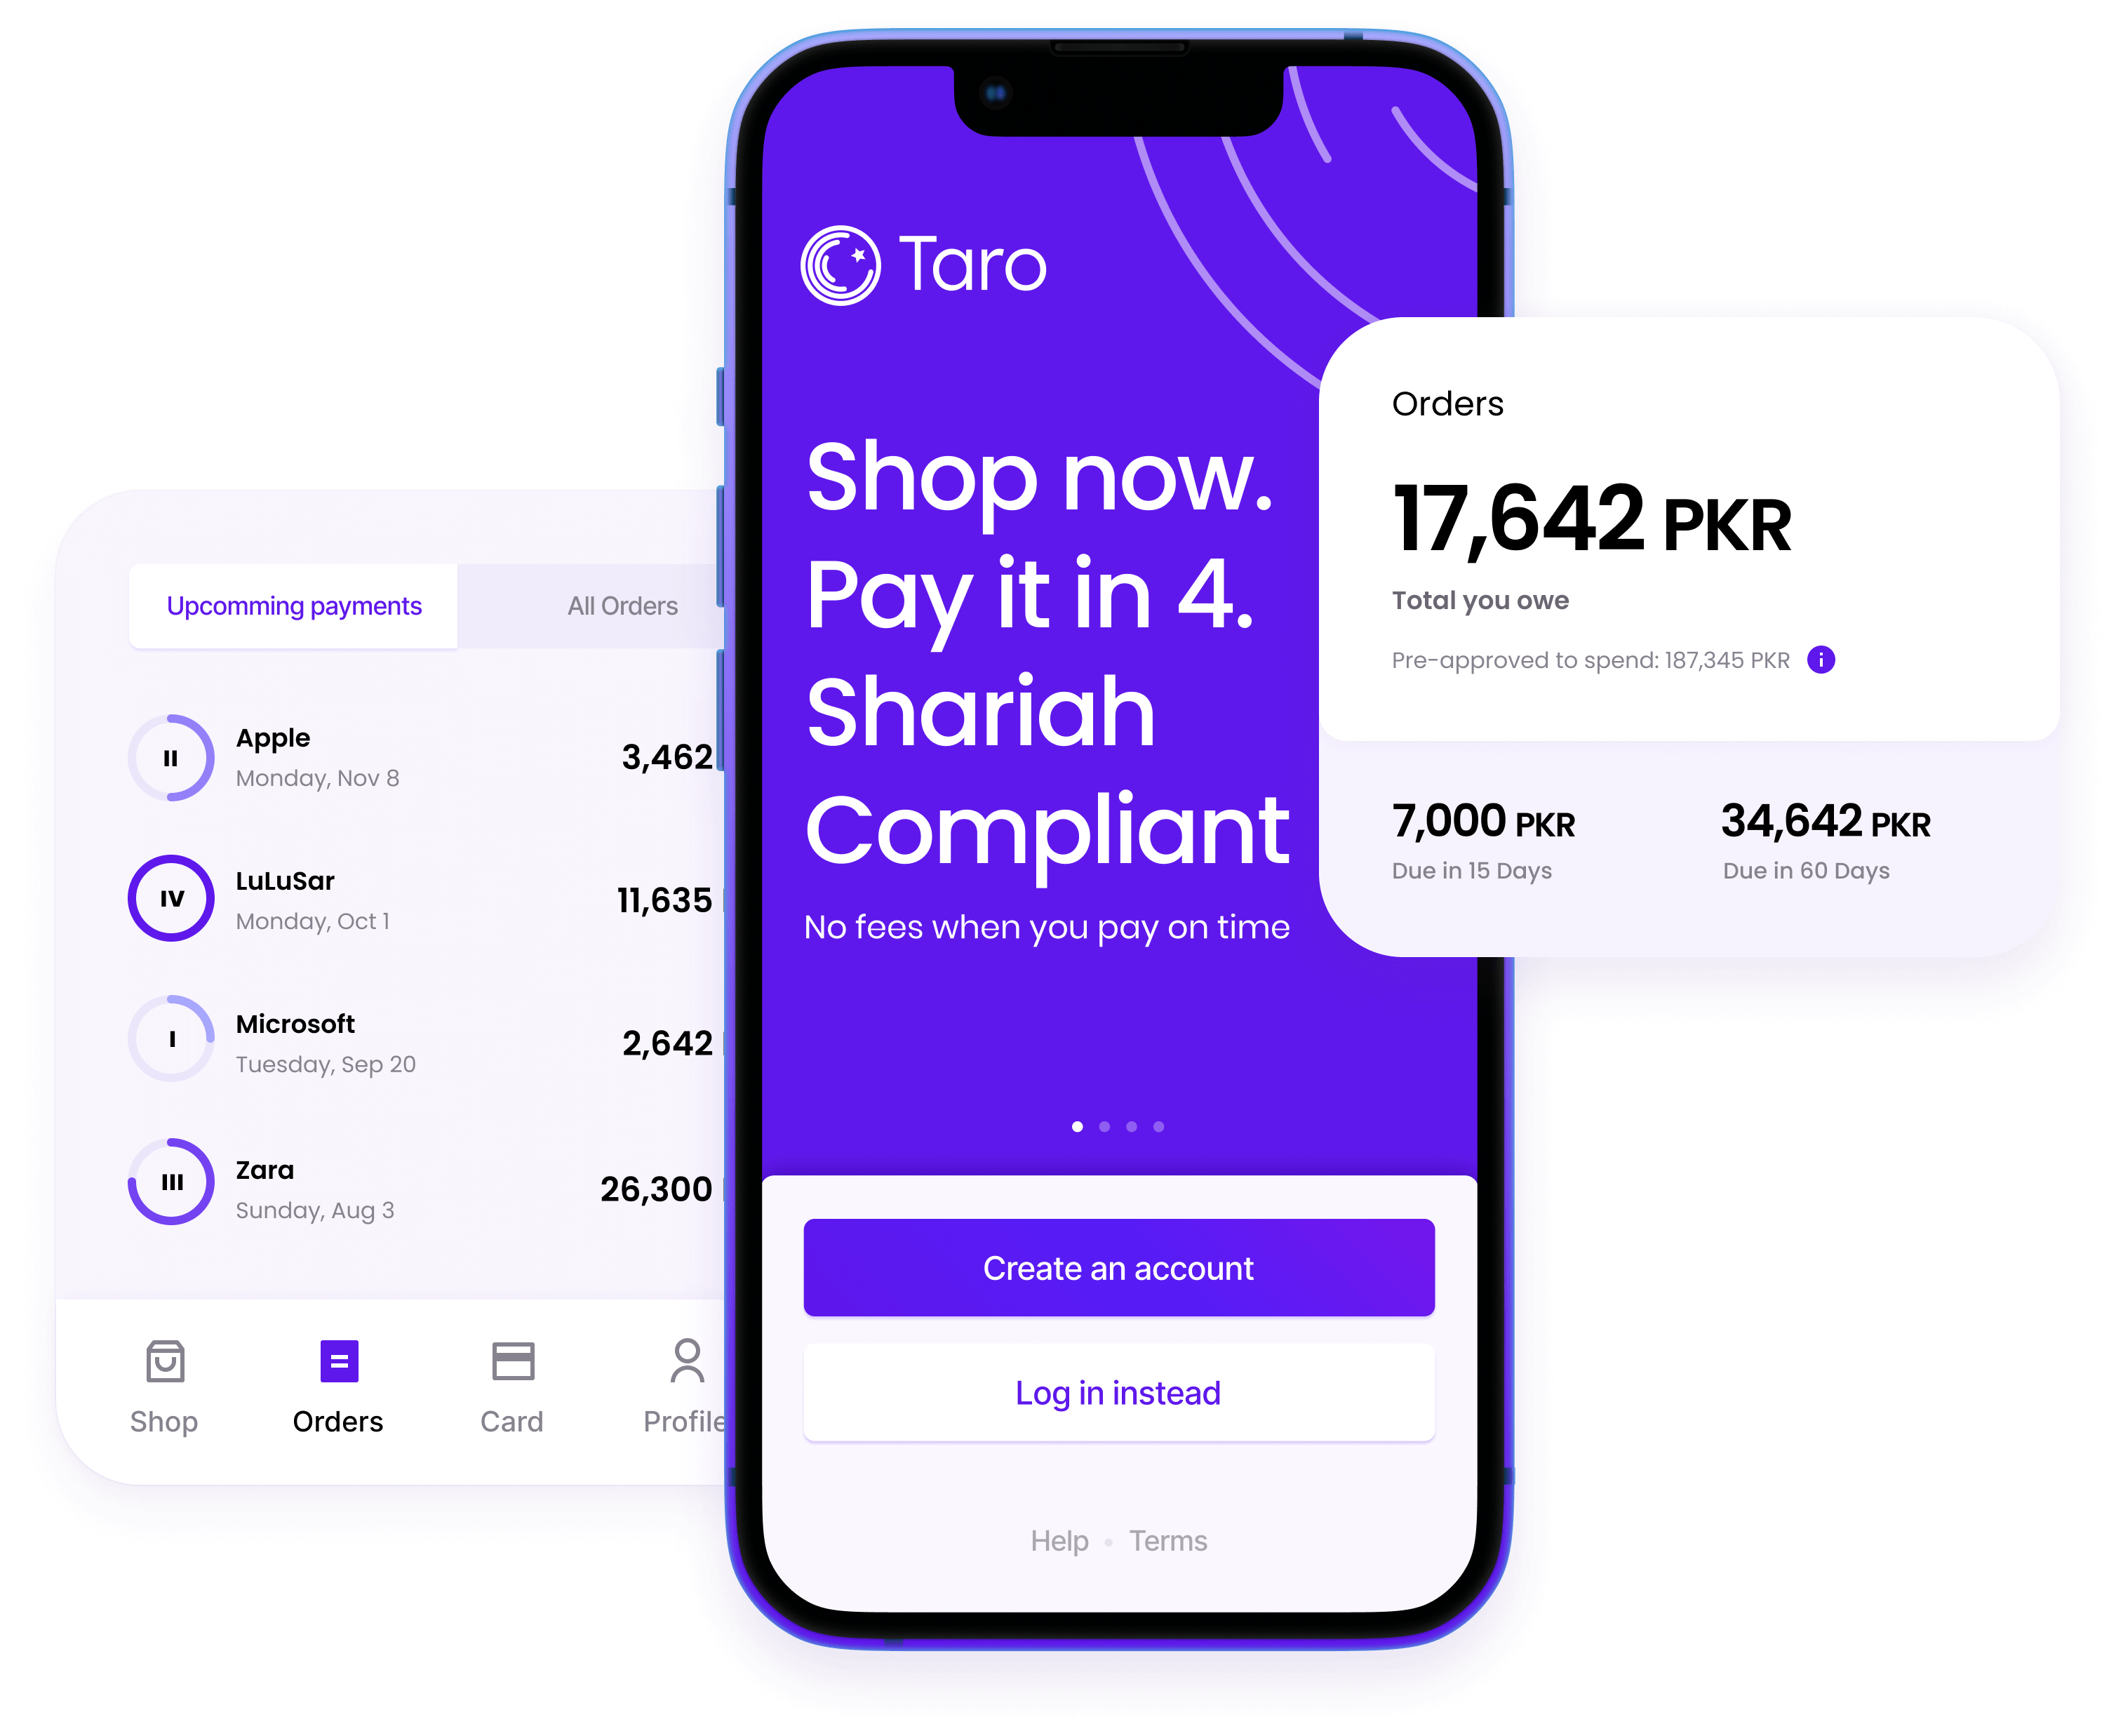 Taro
Shop now.
Pay it in 4.
Shariah
Compliant
No fees when you pay on time
Create an account
Log in instead
Help • Terms
Upcomming payments
All Orders
II
Apple
Monday, Nov 8
3,462
IV
LuLuSar
Monday, Oct 1
11,635
I
Microsoft
Tuesday, Sep 20
2,642
III
Zara
Sunday, Aug 3
26,300
Shop
Orders
Card
Profile
Orders
17,642 PKR
Total you owe
Pre-approved to spend: 187,345 PKR
7,000 PKR
Due in 15 Days
34,642 PKR
Due in 60 Days